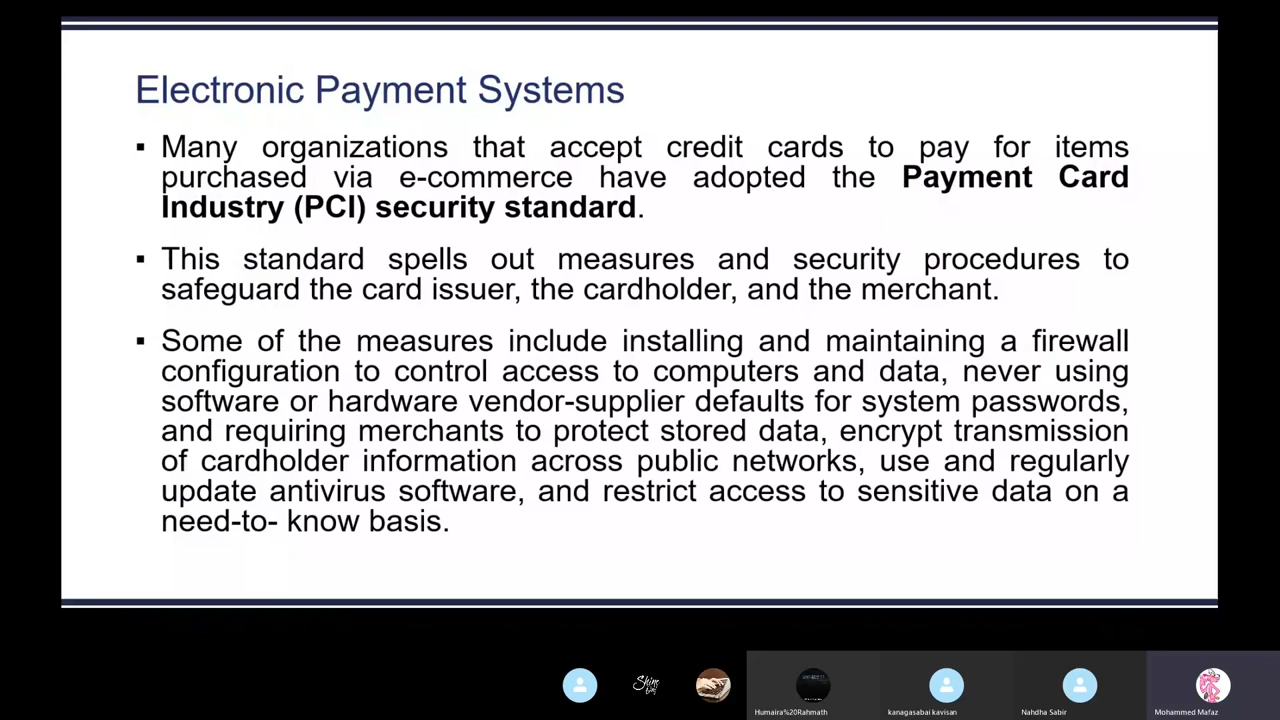 Electronic Payment Systems
▪ Many organizations that accept credit cards to pay for items
purchased via e-commerce have adopted the Payment Card
Industry (PCI) security standard.
▪ This standard spells out measures and security procedures to
safeguard the card issuer, the cardholder, and the merchant.
▪ Some of the measures include installing and maintaining a firewall
configuration to control access to computers and data, never using
software or hardware vendor-supplier defaults for system passwords,
and requiring merchants to protect stored data, encrypt transmission
of cardholder information across public networks, use and regularly
update antivirus software, and restrict access to sensitive data on a
need-to- know basis.
Humaira%20Rahmath
kanagasabai kavisan
Nahdha Sabir
Mohammed Mafaz